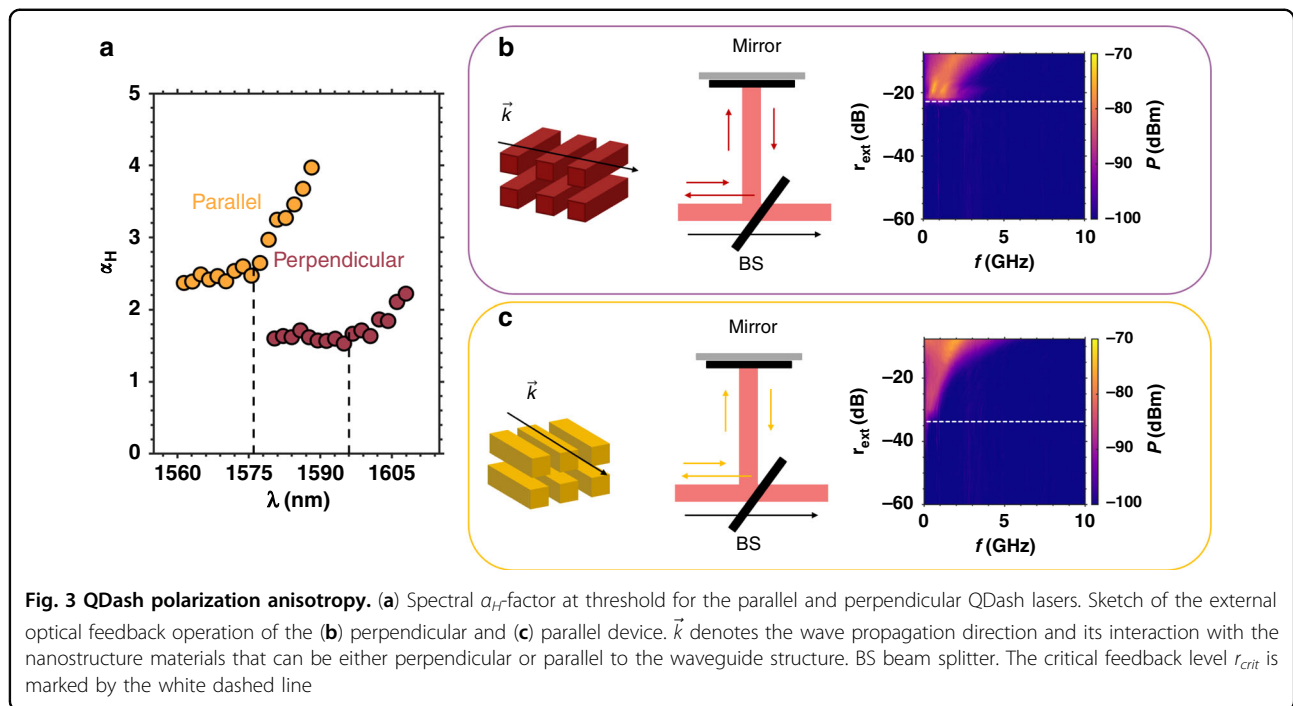 a
5
4
3
2
1
0
α_H
1560
1575
1590
1605
λ (nm)
Parallel
Perpendicular
b
k⃗
Mirror
BS
r_ext (dB)
−20
−40
−60
0
5
10
f (GHz)
−70
−80
−90
−100
P (dBm)
c
k⃗
Mirror
BS
r_ext (dB)
−20
−40
−60
0
5
10
f (GHz)
−70
−80
−90
−100
P (dBm)
Fig. 3 QDash polarization anisotropy. (a) Spectral α_H-factor at threshold for the parallel and perpendicular QDash lasers. Sketch of the external
optical feedback operation of the (b) perpendicular and (c) parallel device. k⃗ denotes the wave propagation direction and its interaction with the
nanostructure materials that can be either perpendicular or parallel to the waveguide structure. BS beam splitter. The critical feedback level r_crit is
marked by the white dashed line